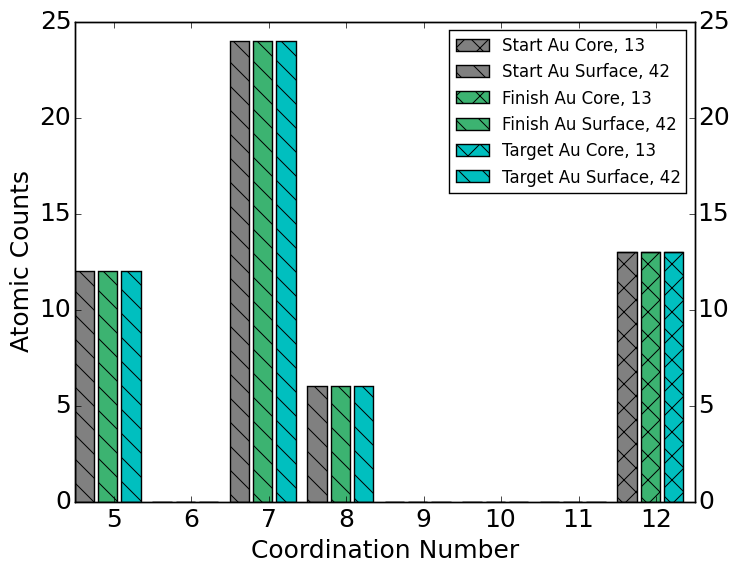 25
20
15
10
5
0
Atomic Counts
Start Au Core, 13
Start Au Surface, 42
Finish Au Core, 13
Finish Au Surface, 42
Target Au Core, 13
Target Au Surface, 42
25
20
15
10
5
0
5 6 7 8 9 10 11 12
Coordination Number